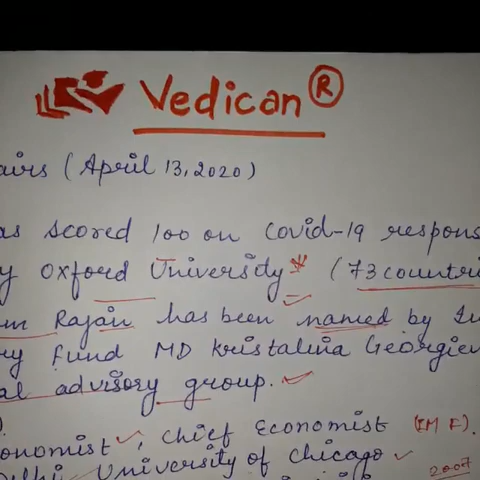 Vedican ®
airs (April 13, 2020)
as scored 100 on Covid-19 respons
y Oxford University (73 countri
Rajan has been named by In
ry Fund MD Kristalina Georgiev
al advisory group.
onomist, Chief Economist (IMF).
Delhi University of Chicago
2007